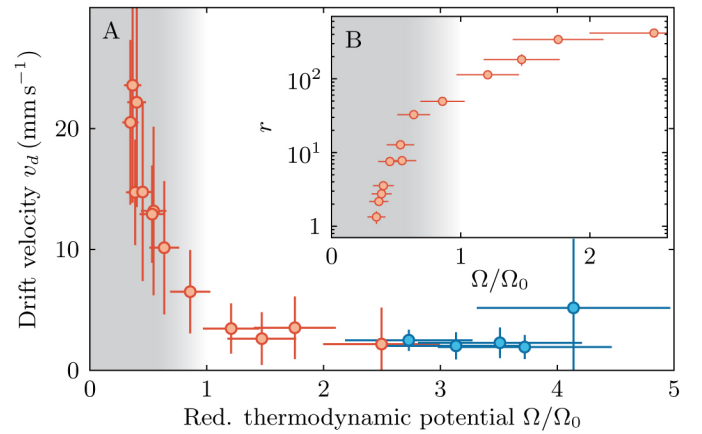 A
B
Drift velocity v_d (mm s⁻¹)
20
10
0
0
1
2
3
4
5
Red. thermodynamic potential Ω/Ω₀
r
10²
10¹
1
0
1
2
Ω/Ω₀